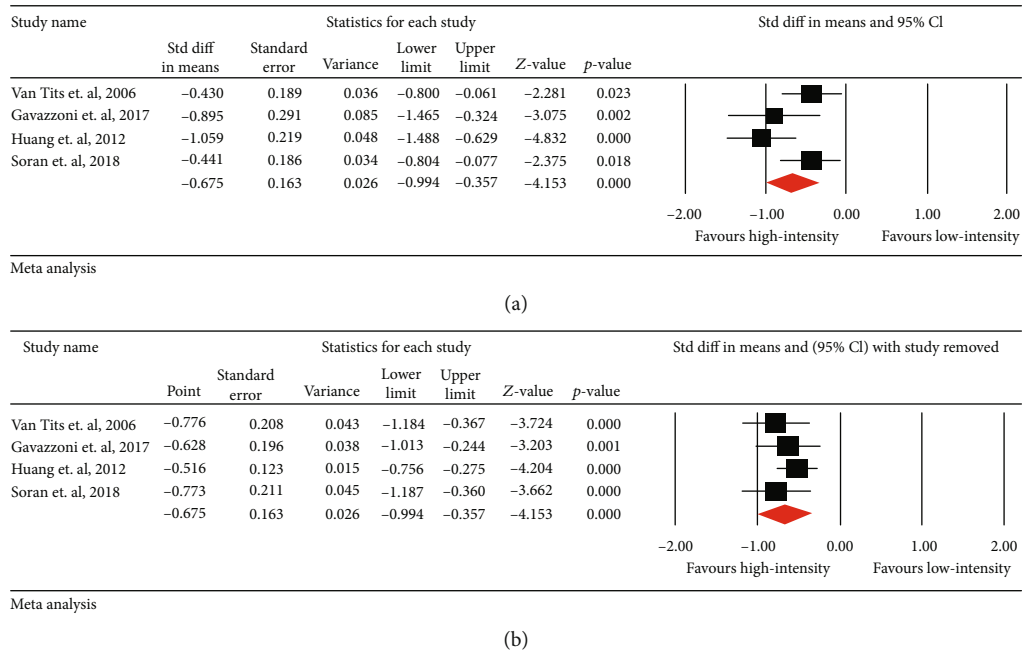 Study name Statistics for each study Std diff in means and 95% CI
Std diff in means Standard error Variance Lower limit Upper limit Z-value p-value
Van Tits et. al, 2006 –0.430 0.189 0.036 –0.800 –0.061 –2.281 0.023
Gavazzoni et. al, 2017 –0.895 0.291 0.085 –1.465 –0.324 –3.075 0.002
Huang et. al, 2012 –1.059 0.219 0.048 –1.488 –0.629 –4.832 0.000
Soran et. al, 2018 –0.441 0.186 0.034 –0.804 –0.077 –2.375 0.018
–0.675 0.163 0.026 –0.994 –0.357 –4.153 0.000
–2.00 –1.00 0.00 1.00 2.00
Favours high-intensity Favours low-intensity
Meta analysis
(a)
Study name Statistics for each study Std diff in means and (95% CI) with study removed
Point Standard error Variance Lower limit Upper limit Z-value p-value
Van Tits et. al, 2006 –0.776 0.208 0.043 –1.184 –0.367 –3.724 0.000
Gavazzoni et. al, 2017 –0.628 0.196 0.038 –1.013 –0.244 –3.203 0.001
Huang et. al, 2012 –0.516 0.123 0.015 –0.756 –0.275 –4.204 0.000
Soran et. al, 2018 –0.773 0.211 0.045 –1.187 –0.360 –3.662 0.000
–0.675 0.163 0.026 –0.994 –0.357 –4.153 0.000
–2.00 –1.00 0.00 1.00 2.00
Favours high-intensity Favours low-intensity
Meta analysis
(b)